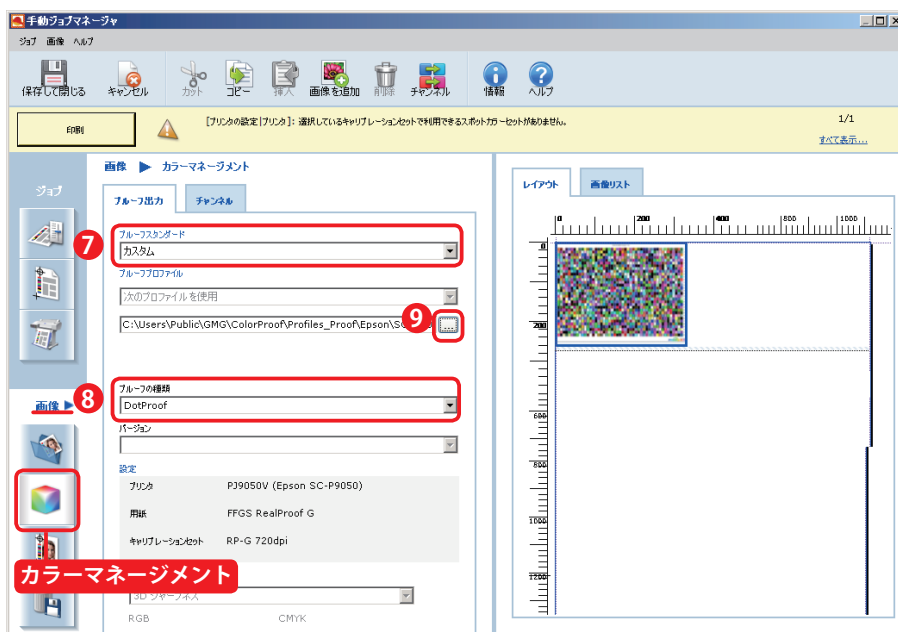 手動ジョブマネージャ
ジョブ 画像 ヘルプ
保存して閉じる キャンセル カット コピー 挿入 画像を追加 削除 チャンネル 情報 ヘルプ
印刷
[プリンタの設定|プリンタ]: 選択しているキャリブレーションセットで利用できるスポットカラーセットがありません。
1/1
すべて表示...
ジョブ
画像 ▶ カラーマネージメント
プルーフ出力 チャンネル
7
プルーフスタンダード
カスタム
プルーフプロファイル
次のプロファイルを使用
C:\Users\Public\GMG\ColorProof\Profiles_Proof\Epson\SC
9
...
8
プルーフの種類
DotProof
画像 ▶
バージョン
設定
プリンタ PJ9050V (Epson SC-P9050)
用紙 FFGS RealProof G
キャリブレーションセット RP-G 720dpi
カラーマネージメント
3D シャープネス
RGB CMYK
レイアウト 画像リスト
0 200 400 800 1000
0
200
600
800
1000
1200